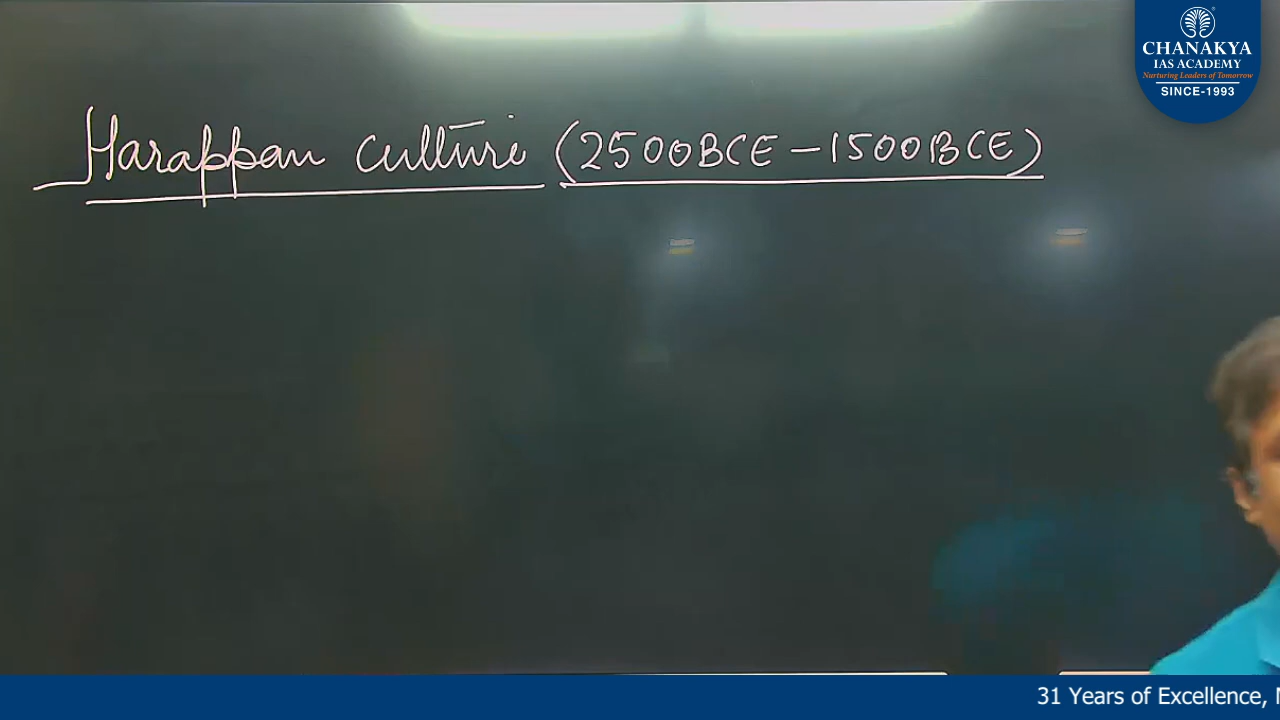 CHANAKYA
IAS ACADEMY
Nurturing Leaders of Tomorrow
SINCE-1993
Harappan culture (2500BCE – 1500BCE)
31 Years of Excellence,